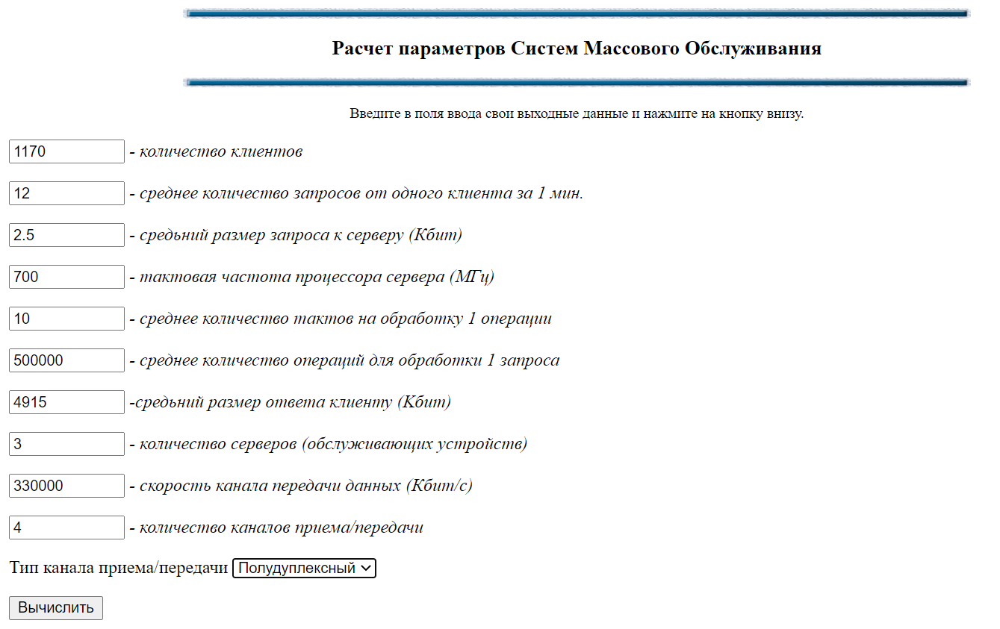 Расчет параметров Систем Массового Обслуживания
Введите в поля ввода свои выходные данные и нажмите на кнопку внизу.
1170 - количество клиентов
12 - среднее количество запросов от одного клиента за 1 мин.
2.5 - средьний размер запроса к серверу (Кбит)
700 - тактовая частота процессора сервера (МГц)
10 - среднее количество тактов на обработку 1 операции
500000 - среднее количество операций для обработки 1 запроса
4915 -средьний размер ответа клиенту (Кбит)
3 - количество серверов (обслуживающих устройств)
330000 - скорость канала передачи данных (Кбит/с)
4 - количество каналов приема/передачи
Тип канала приема/передачи Полудуплексный
Вычислить